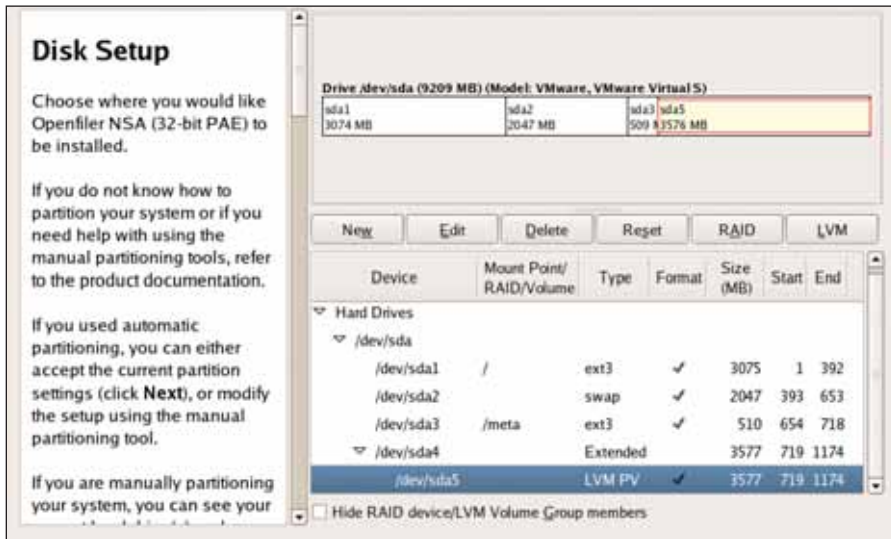 Disk Setup
Choose where you would like
Openfiler NSA (32-bit PAE) to
be installed.
If you do not know how to
partition your system or if you
need help with using the
manual partitioning tools, refer
to the product documentation.
If you used automatic
partitioning, you can either
accept the current partition
settings (click Next), or modify
the setup using the manual
partitioning tool.
If you are manually partitioning
your system, you can see your
Drive /dev/sda (9209 MB) (Model: VMware, VMware Virtual S)
sda1 sda2 sda3 sda5
3074 MB 2047 MB 509 3576 MB
New Edit Delete Reset RAID LVM
Device Mount Point/ RAID/Volume Type Format Size (MB) Start End
Hard Drives
/dev/sda
/dev/sda1 / ext3 3075 1 392
/dev/sda2 swap 2047 393 653
/dev/sda3 /meta ext3 510 654 718
/dev/sda4 Extended 3577 719 1174
/dev/sda5 LVM PV 3577 719 1174
Hide RAID device/LVM Volume Group members